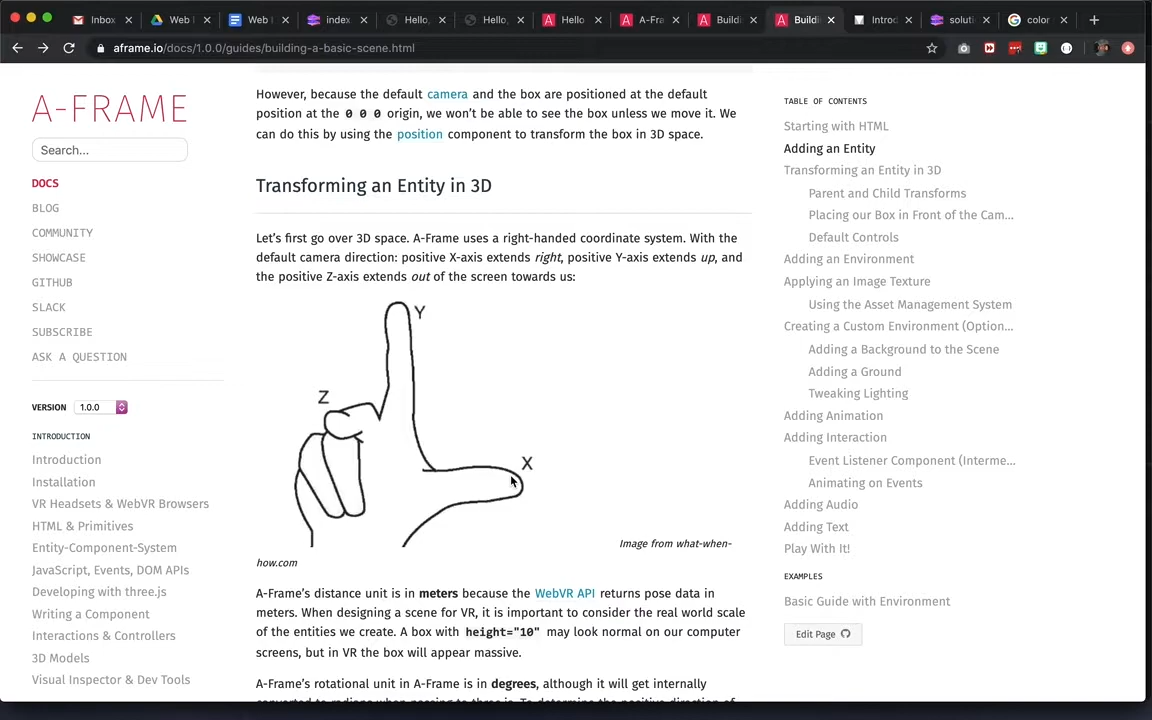 Inbox
Web I
Web I
index
Hello,
Hello,
Hello
A-Fra
Buildi
Buildi
Introd
soluti
color
aframe.io/docs/1.0.0/guides/building-a-basic-scene.html
A-FRAME
Search...
DOCS
BLOG
COMMUNITY
SHOWCASE
GITHUB
SLACK
SUBSCRIBE
ASK A QUESTION
VERSION 1.0.0
INTRODUCTION
Introduction
Installation
VR Headsets & WebVR Browsers
HTML & Primitives
Entity-Component-System
JavaScript, Events, DOM APIs
Developing with three.js
Writing a Component
Interactions & Controllers
3D Models
Visual Inspector & Dev Tools
However, because the default camera and the box are positioned at the default
position at the 0 0 0 origin, we won't be able to see the box unless we move it. We
can do this by using the position component to transform the box in 3D space.
Transforming an Entity in 3D
Let's first go over 3D space. A-Frame uses a right-handed coordinate system. With the
default camera direction: positive X-axis extends right, positive Y-axis extends up, and
the positive Z-axis extends out of the screen towards us:
Y
Z
X
Image from what-when-
how.com
A-Frame's distance unit is in meters because the WebVR API returns pose data in
meters. When designing a scene for VR, it is important to consider the real world scale
of the entities we create. A box with height="10" may look normal on our computer
screens, but in VR the box will appear massive.
A-Frame's rotational unit in A-Frame is in degrees, although it will get internally
TABLE OF CONTENTS
Starting with HTML
Adding an Entity
Transforming an Entity in 3D
Parent and Child Transforms
Placing our Box in Front of the Cam...
Default Controls
Adding an Environment
Applying an Image Texture
Using the Asset Management System
Creating a Custom Environment (Option...
Adding a Background to the Scene
Adding a Ground
Tweaking Lighting
Adding Animation
Adding Interaction
Event Listener Component (Interme...
Animating on Events
Adding Audio
Adding Text
Play With It!
EXAMPLES
Basic Guide with Environment
Edit Page